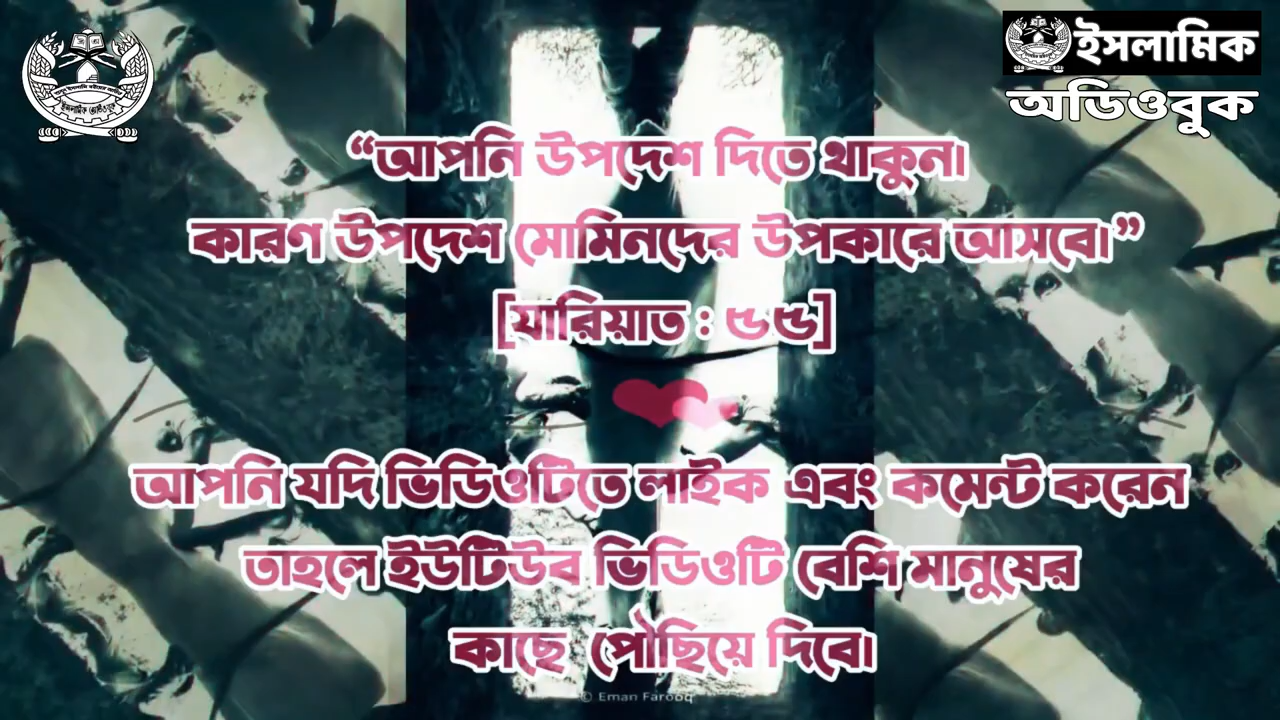 ইসলামিক
অডিওবুক
“আপনি উপদেশ দিতে থাকুন।
কারণ উপদেশ মোমিনদের উপকারে আসবে।”
[যারিয়াত : ৫৫]
আপনি যদি ভিডিওটিতে লাইক এবং কমেন্ট করেন
তাহলে ইউটিউব ভিডিওটি বেশি মানুষের
কাছে পৌছিয়ে দিবে।
© Eman Farooq